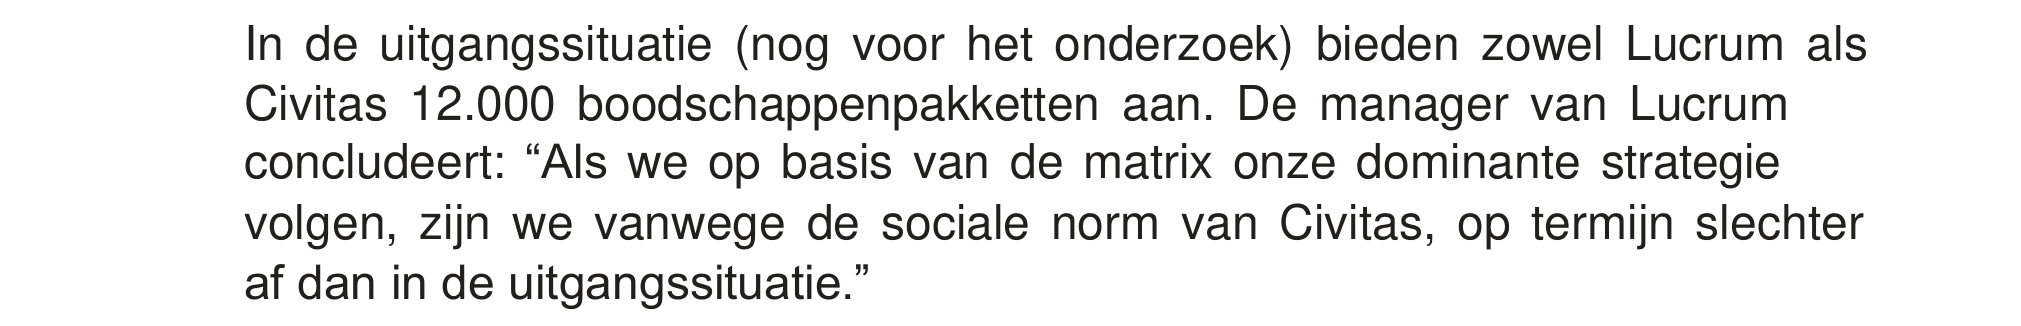 In de uitgangssituatie (nog voor het onderzoek) bieden zowel Lucrum als
Civitas 12.000 boodschappenpakketten aan. De manager van Lucrum
concludeert: “Als we op basis van de matrix onze dominante strategie
volgen, zijn we vanwege de sociale norm van Civitas, op termijn slechter
af dan in de uitgangssituatie.”